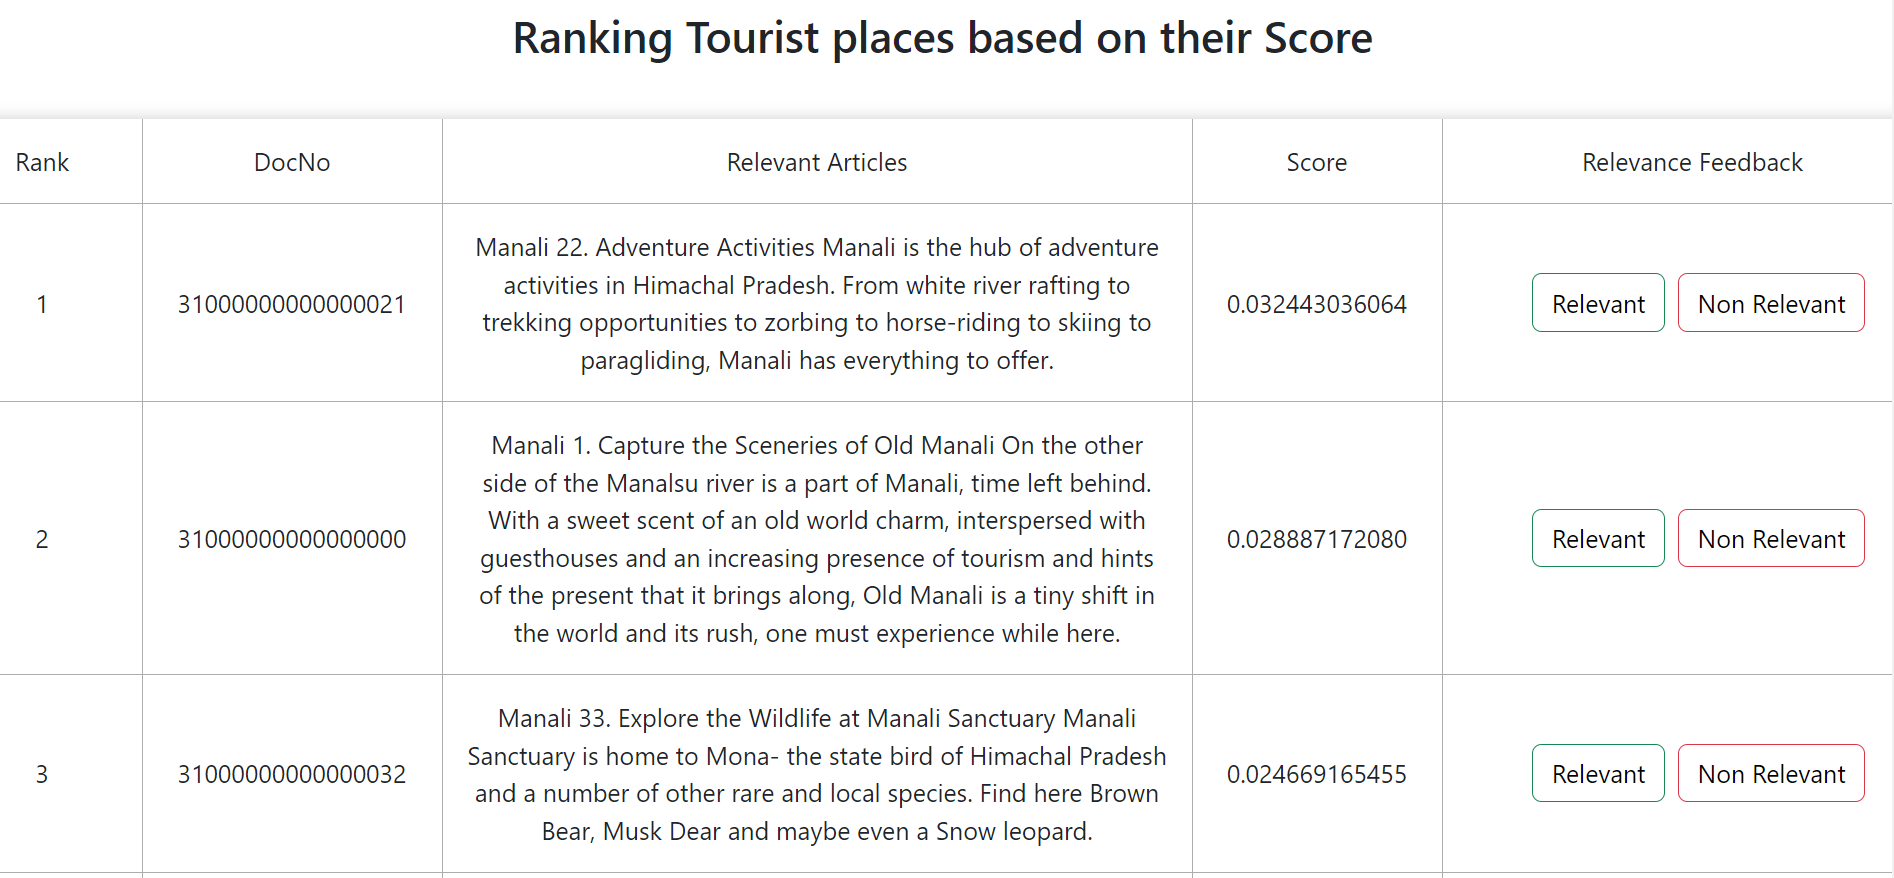 Ranking Tourist places based on their Score
Rank DocNo Relevant Articles Score Relevance Feedback
1 31000000000000021
Manali 22. Adventure Activities Manali is the hub of adventure
activities in Himachal Pradesh. From white river rafting to
trekking opportunities to zorbing to horse-riding to skiing to
paragliding, Manali has everything to offer.
0.032443036064 Relevant Non Relevant
2 31000000000000000
Manali 1. Capture the Sceneries of Old Manali On the other
side of the Manalsu river is a part of Manali, time left behind.
With a sweet scent of an old world charm, interspersed with
guesthouses and an increasing presence of tourism and hints
of the present that it brings along, Old Manali is a tiny shift in
the world and its rush, one must experience while here.
0.028887172080 Relevant Non Relevant
3 31000000000000032
Manali 33. Explore the Wildlife at Manali Sanctuary Manali
Sanctuary is home to Mona- the state bird of Himachal Pradesh
and a number of other rare and local species. Find here Brown
Bear, Musk Dear and maybe even a Snow leopard.
0.024669165455 Relevant Non Relevant